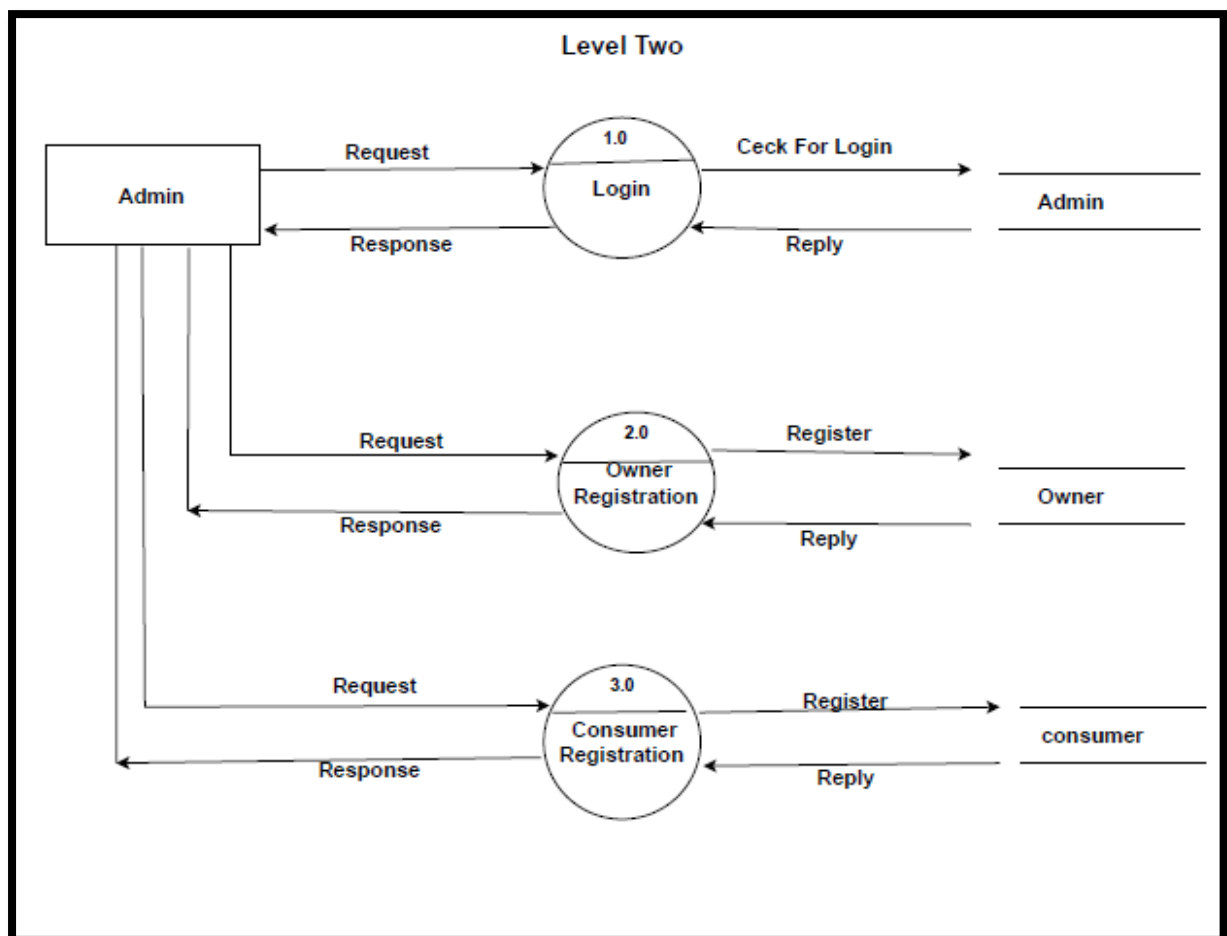 Level Two
1.0
Request
Ceck For Login
Admin
Login
Admin
Response
Reply
2.0
Request
Register
Owner
Registration
Owner
Response
Reply
3.0
Request
Register
Consumer
Registration
consumer
Response
Reply